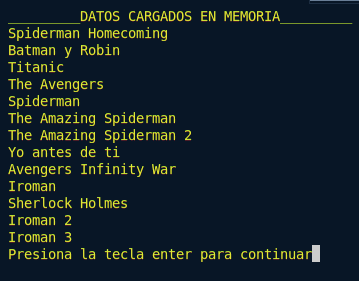 _________DATOS CARGADOS EN MEMORIA_________
Spiderman Homecoming
Batman y Robin
Titanic
The Avengers
Spiderman
The Amazing Spiderman
The Amazing Spiderman 2
Yo antes de ti
Avengers Infinity War
Iroman
Sherlock Holmes
Iroman 2
Iroman 3
Presiona la tecla enter para continuar